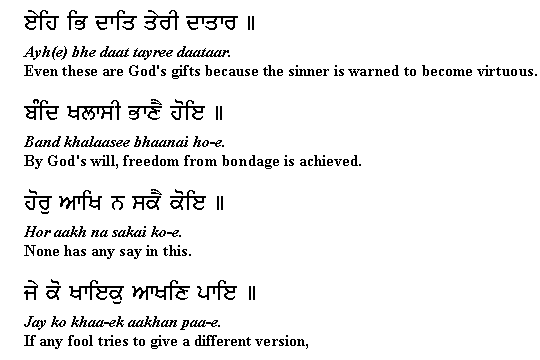 ਏਹਿ ਭਿ ਦਾਤਿ ਤੇਰੀ ਦਾਤਾਰ ॥
Ayh(e) bhe daat tayree daataar.
Even these are God's gifts because the sinner is warned to become virtuous.
ਬੰਦਿ ਖਲਾਸੀ ਭਾਣੈ ਹੋਇ ॥
Band khalaasee bhaanai ho-e.
By God's will, freedom from bondage is achieved.
ਹੋਰੁ ਆਖਿ ਨ ਸਕੈ ਕੋਇ ॥
Hor aakh na sakai ko-e.
None has any say in this.
ਜੇ ਕੋ ਖਾਇਕੁ ਆਖਣਿ ਪਾਇ ॥
Jay ko khaa-ek aakhan paa-e.
If any fool tries to give a different version,